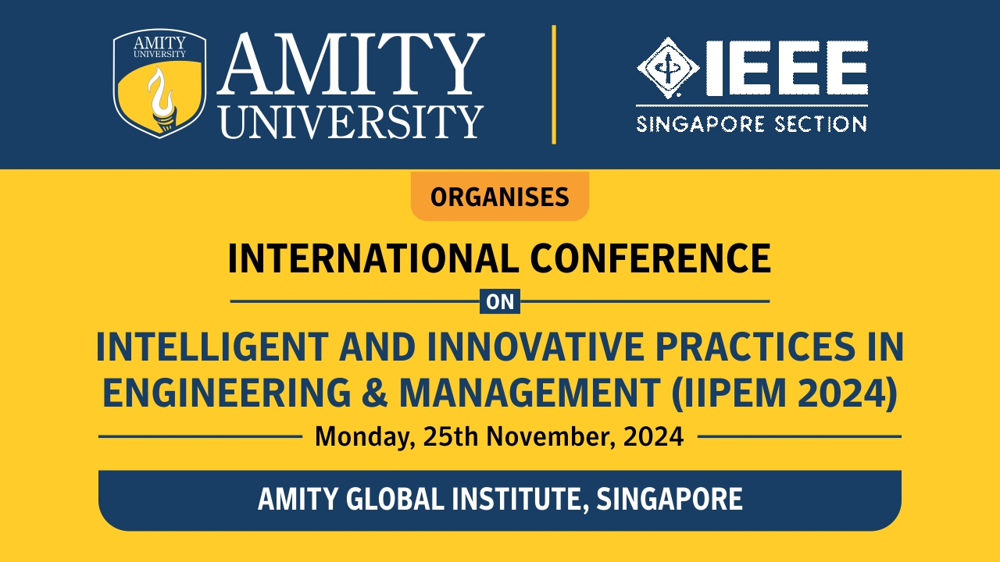 AMITY
UNIVERSITY
AMITY
UNIVERSITY
IEEE
SINGAPORE SECTION
ORGANISES
INTERNATIONAL CONFERENCE
ON
INTELLIGENT AND INNOVATIVE PRACTICES IN
ENGINEERING & MANAGEMENT (IIPEM 2024)
Monday, 25th November, 2024
AMITY GLOBAL INSTITUTE, SINGAPORE